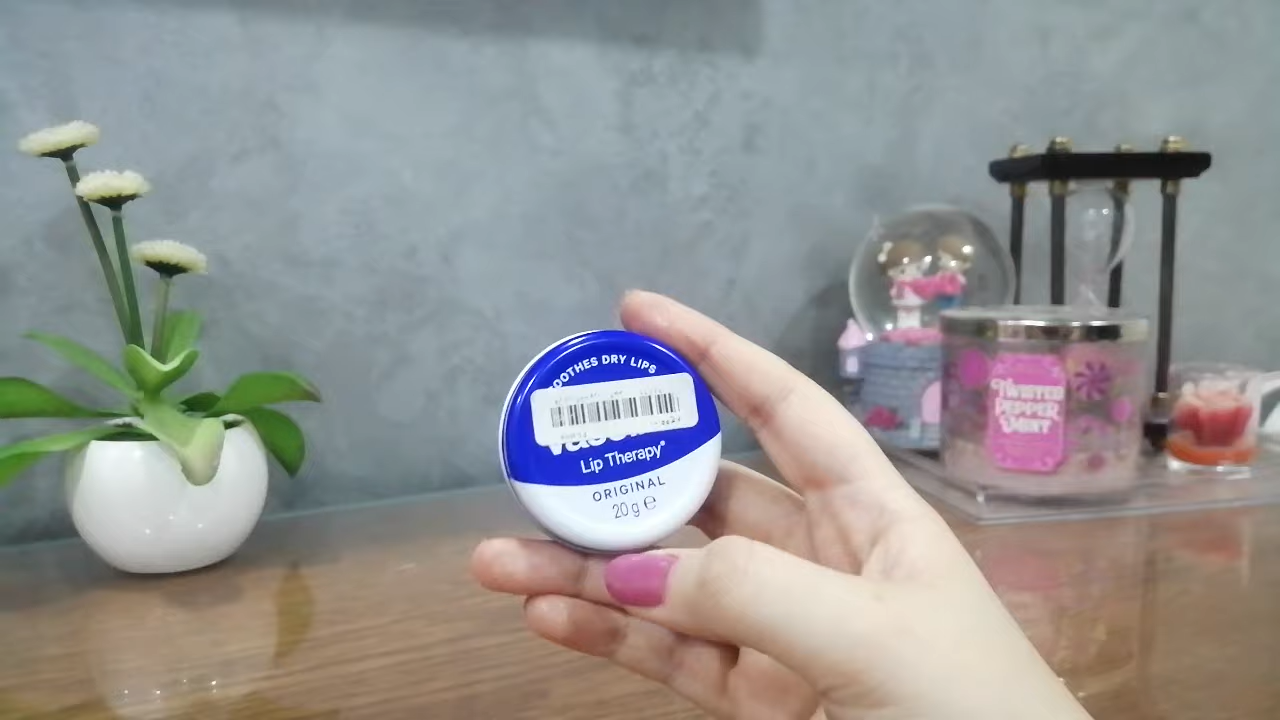 SOOTHES DRY LIPS
Lip Therapy®
ORIGINAL
20 g ℮
TWISTED
PEPPER
MINT